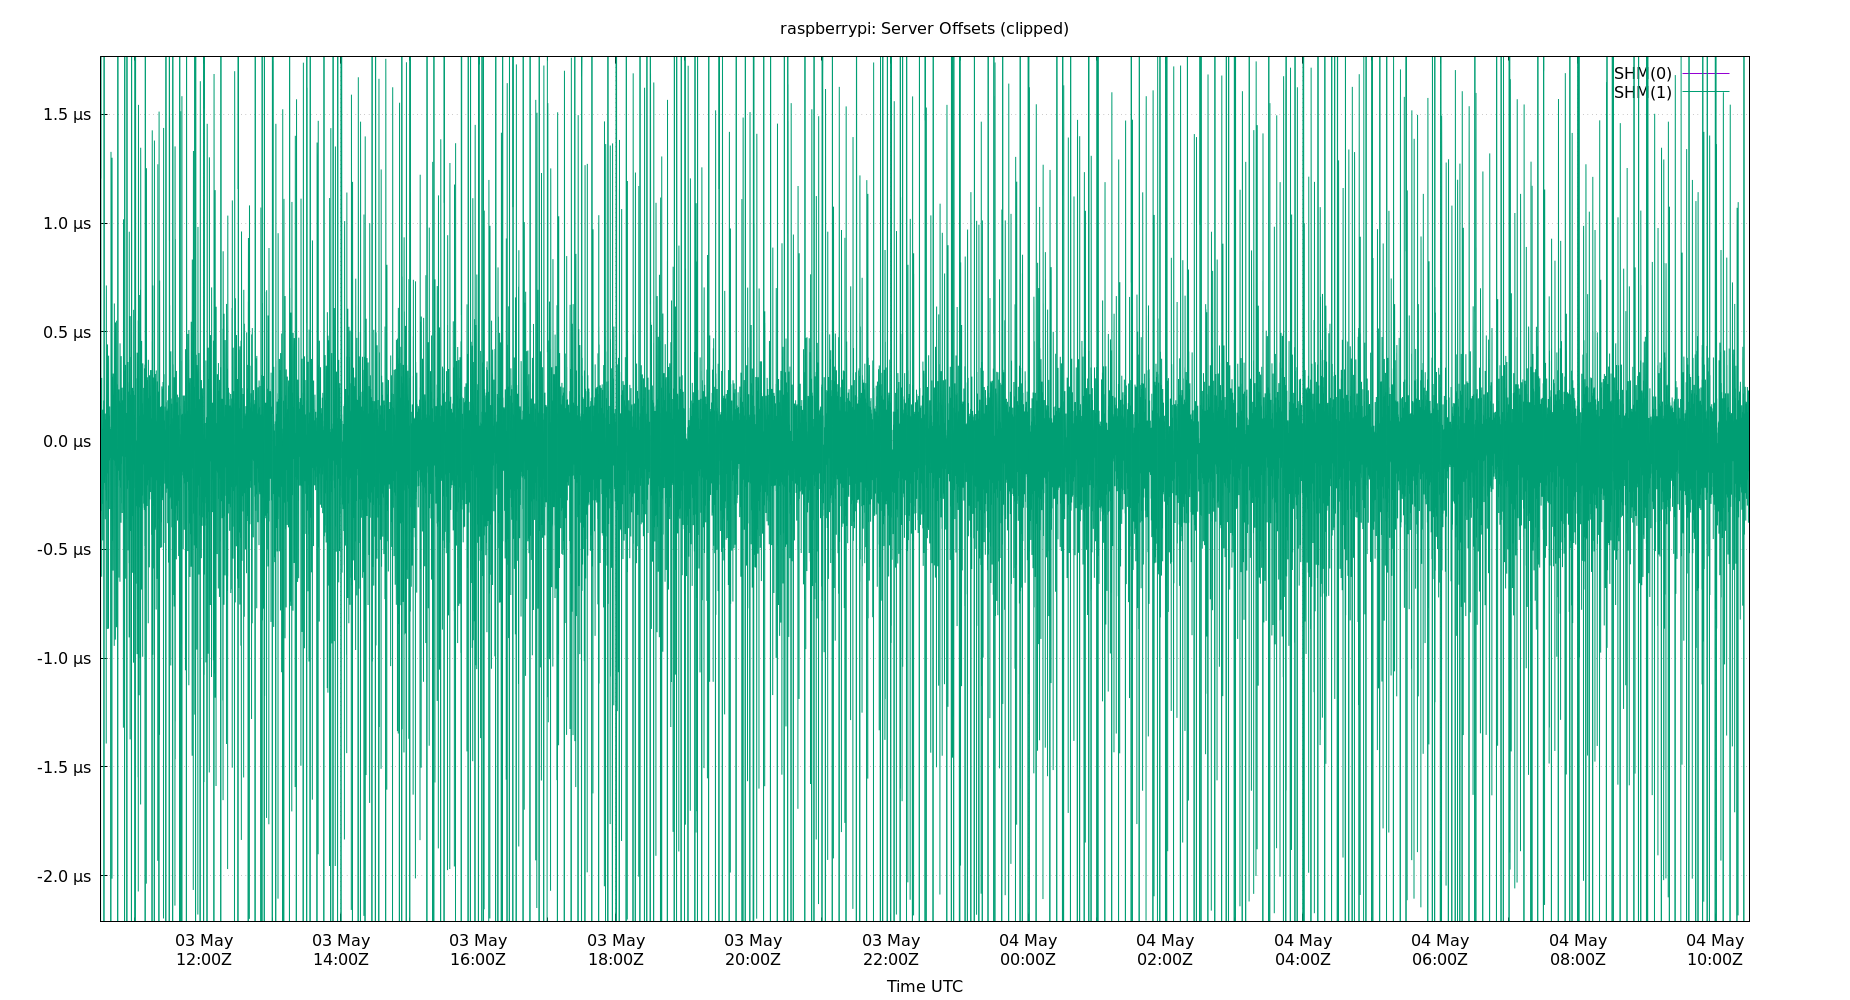 raspberrypi: Server Offsets (clipped)
SHM(0)
SHM(1)
1.5 µs
1.0 µs
0.5 µs
0.0 µs
-0.5 µs
-1.0 µs
-1.5 µs
-2.0 µs
03 May 03 May 03 May 03 May 03 May 03 May 04 May 04 May 04 May 04 May 04 May 04 May
12:00Z 14:00Z 16:00Z 18:00Z 20:00Z 22:00Z 00:00Z 02:00Z 04:00Z 06:00Z 08:00Z 10:00Z
Time UTC